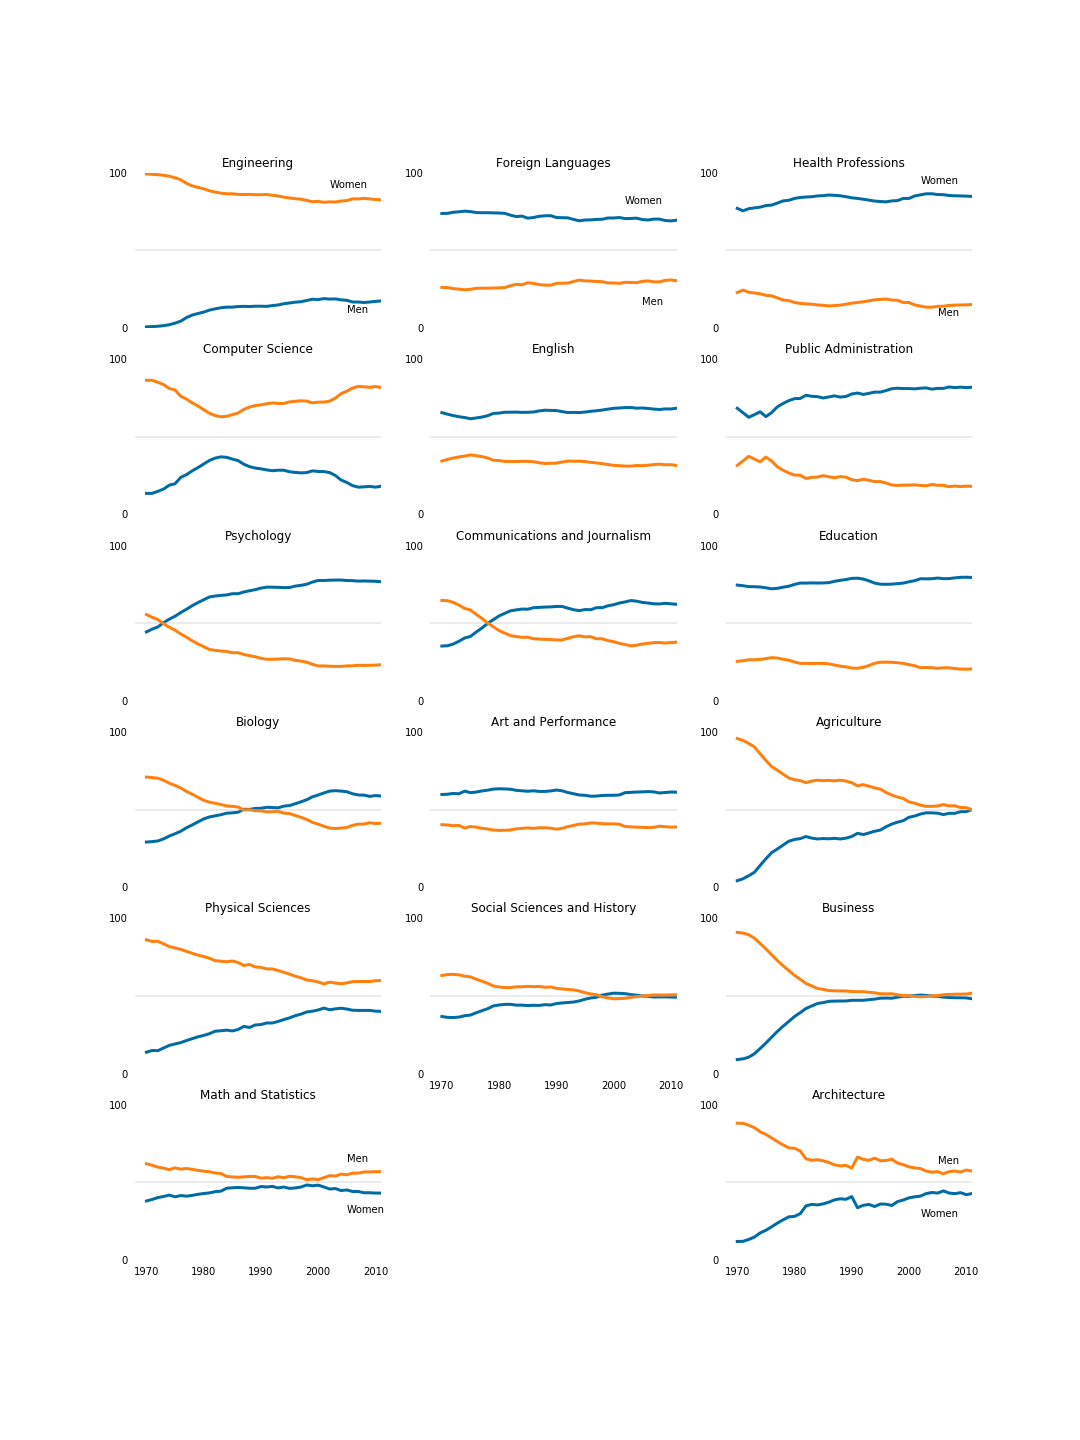 Engineering Foreign Languages Health Professions
100 100 100
Women Women Women
Men Men Men
0 0 0
Computer Science English Public Administration
100 100 100
0 0 0
Psychology Communications and Journalism Education
100 100 100
0 0 0
Biology Art and Performance Agriculture
100 100 100
0 0 0
Physical Sciences Social Sciences and History Business
100 100 100
0 0 0
1970 1980 1990 2000 2010
Math and Statistics Architecture
100 100
Men Men
Women Women
0 0
1970 1980 1990 2000 2010 1970 1980 1990 2000 2010